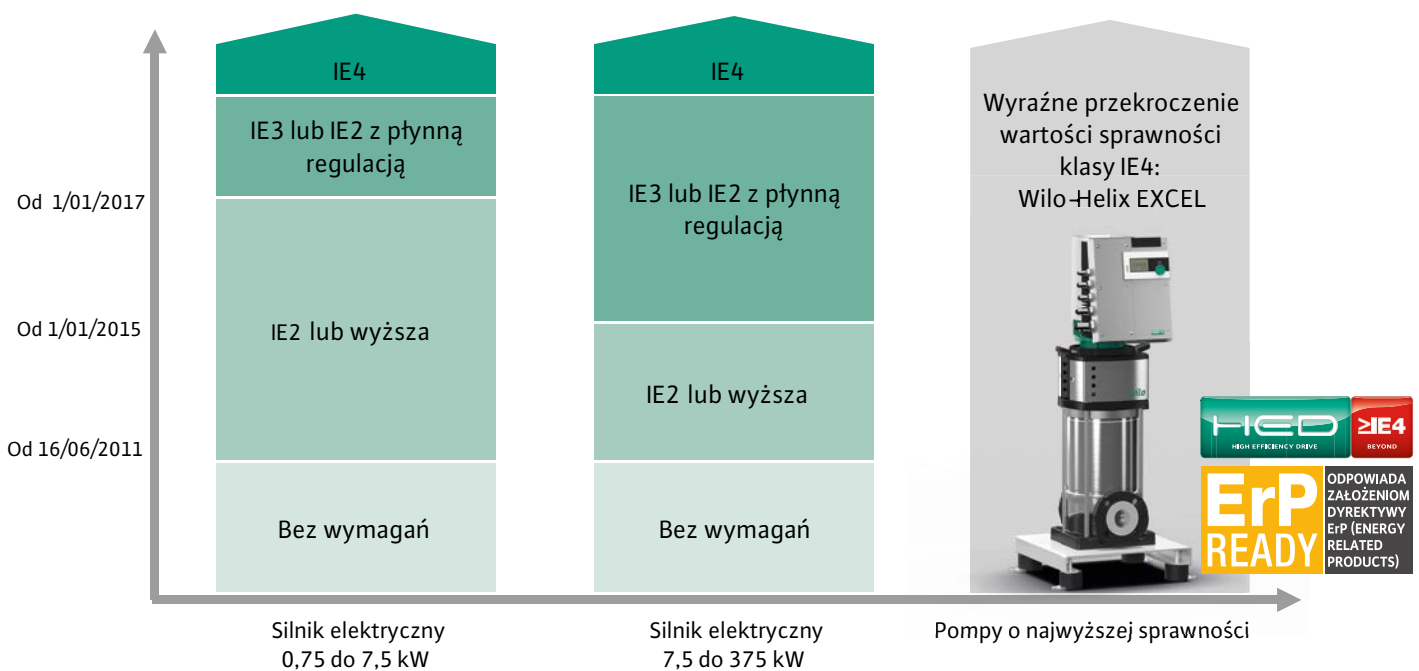 IE4
IE3 lub IE2 z płynną
regulacją
IE2 lub wyższa
Bez wymagań
IE4
IE3 lub IE2 z płynną
regulacją
IE2 lub wyższa
Bez wymagań
Wyraźne przekroczenie
wartości sprawności
klasy IE4:
Wilo-Helix EXCEL
Od 1/01/2017
Od 1/01/2015
Od 16/06/2011
wilo
HED
HIGH EFFICIENCY DRIVE
≥IE4
BEYOND
ErP
READY
ODPOWIADA
ZAŁOŻENIOM
DYREKTYWY
ErP (ENERGY
RELATED
PRODUCTS)
Silnik elektryczny
0,75 do 7,5 kW
Silnik elektryczny
7,5 do 375 kW
Pompy o najwyższej sprawności